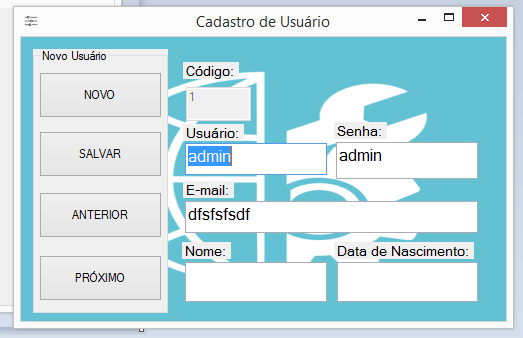 Cadastro de Usuário
Novo Usuário
NOVO
SALVAR
ANTERIOR
PRÓXIMO
Código:
1
Usuário:
Senha:
admin
admin
E-mail:
dfsfsfsdf
Nome:
Data de Nascimento: